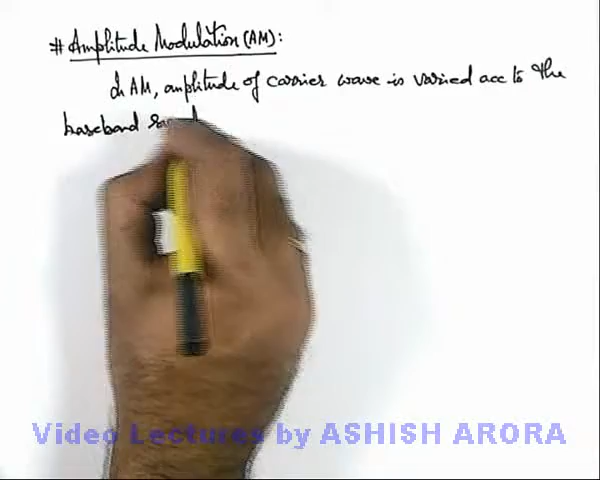 # Amplitude Modulation (AM):
In AM, amplitude of carrier wave is varied acc to the
baseband
Video Lectures by ASHISH ARORA